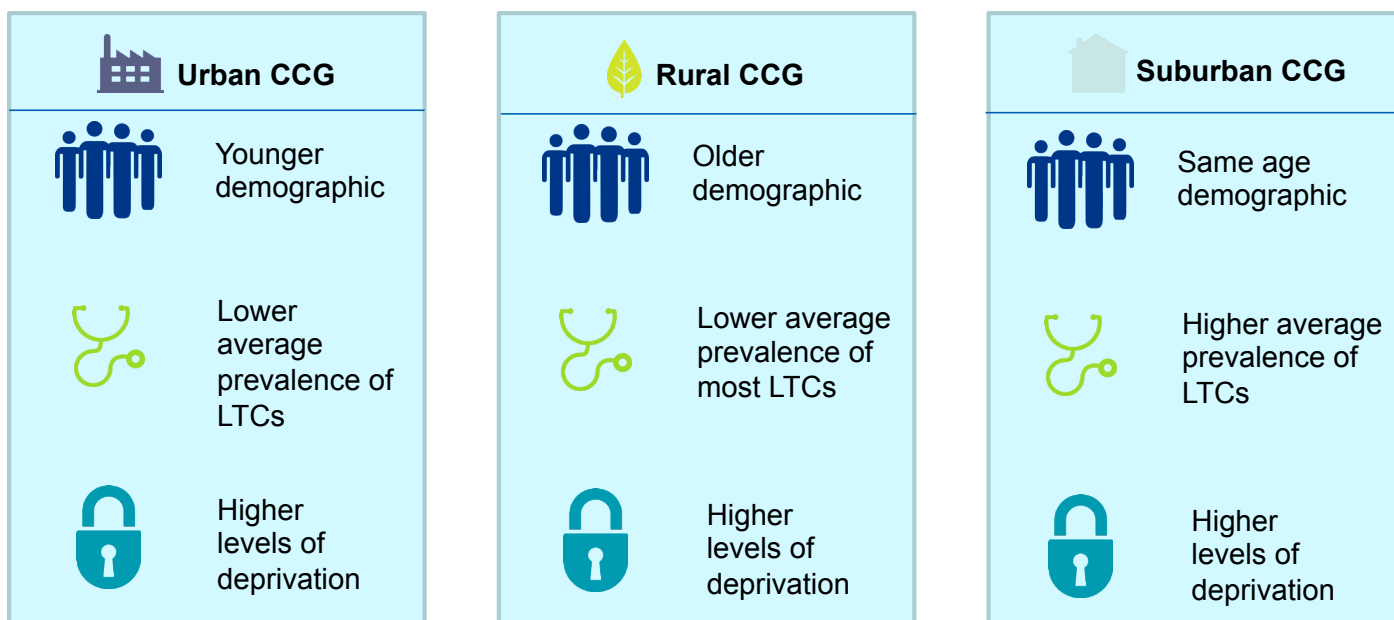 Urban CCG
Younger
demographic
Lower
average
prevalence of
LTCs
Higher
levels of
deprivation
Rural CCG
Older
demographic
Lower average
prevalence of
most LTCs
Higher
levels of
deprivation
Suburban CCG
Same age
demographic
Higher average
prevalence of
LTCs
Higher
levels of
deprivation